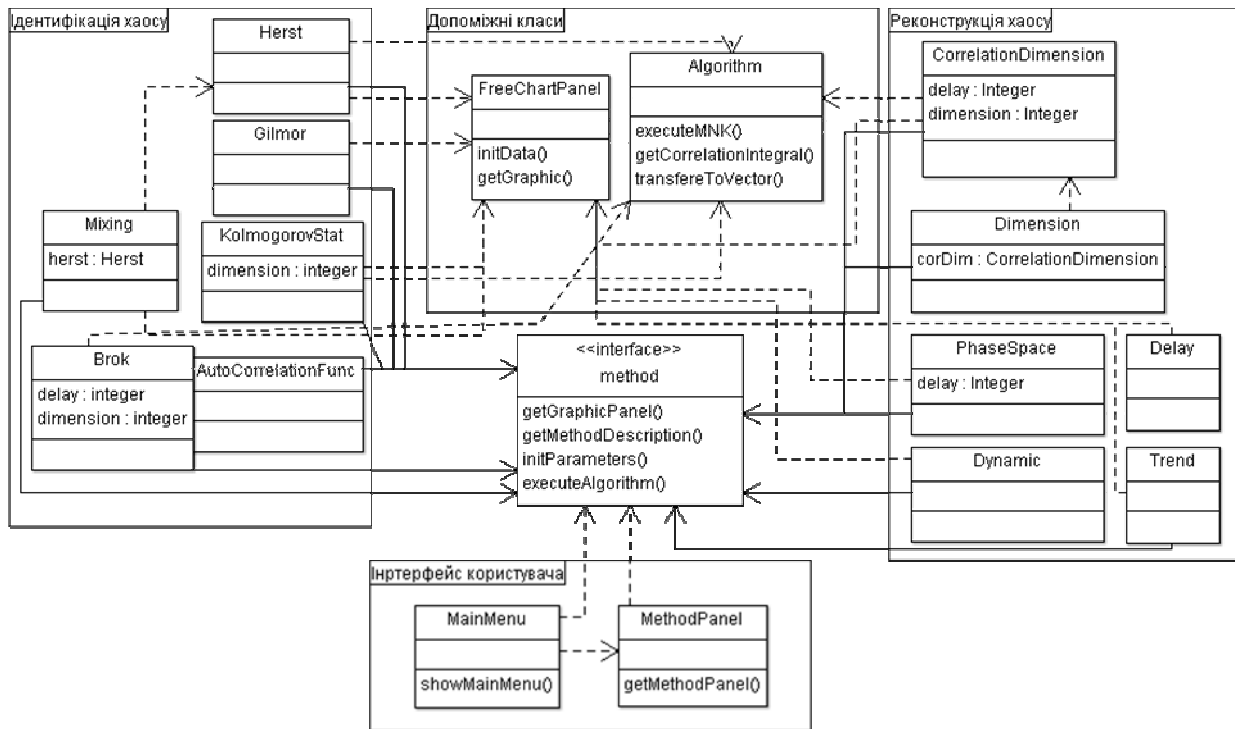 Ідентифікація хаосу
Herst
Gilmor
Mixing
herst : Herst
KolmogorovStat
dimension : integer
Brok
delay : integer
dimension : integer
AutoCorrelationFunc
Допоміжні класи
FreeChartPanel
initData()
getGraphic()
Algorithm
executeMNK()
getCorrelationIntegral()
transfereToVector()
<<interface>>
method
getGraphicPanel()
getMethodDescription()
initParameters()
executeAlgorithm()
Реконструкція хаосу
CorrelationDimension
delay : Integer
dimension : Integer
Dimension
corDim : CorrelationDimension
PhaseSpace
delay : Integer
Delay
Dynamic
Trend
Інртерфейс користувача
MainMenu
showMainMenu()
MethodPanel
getMethodPanel()